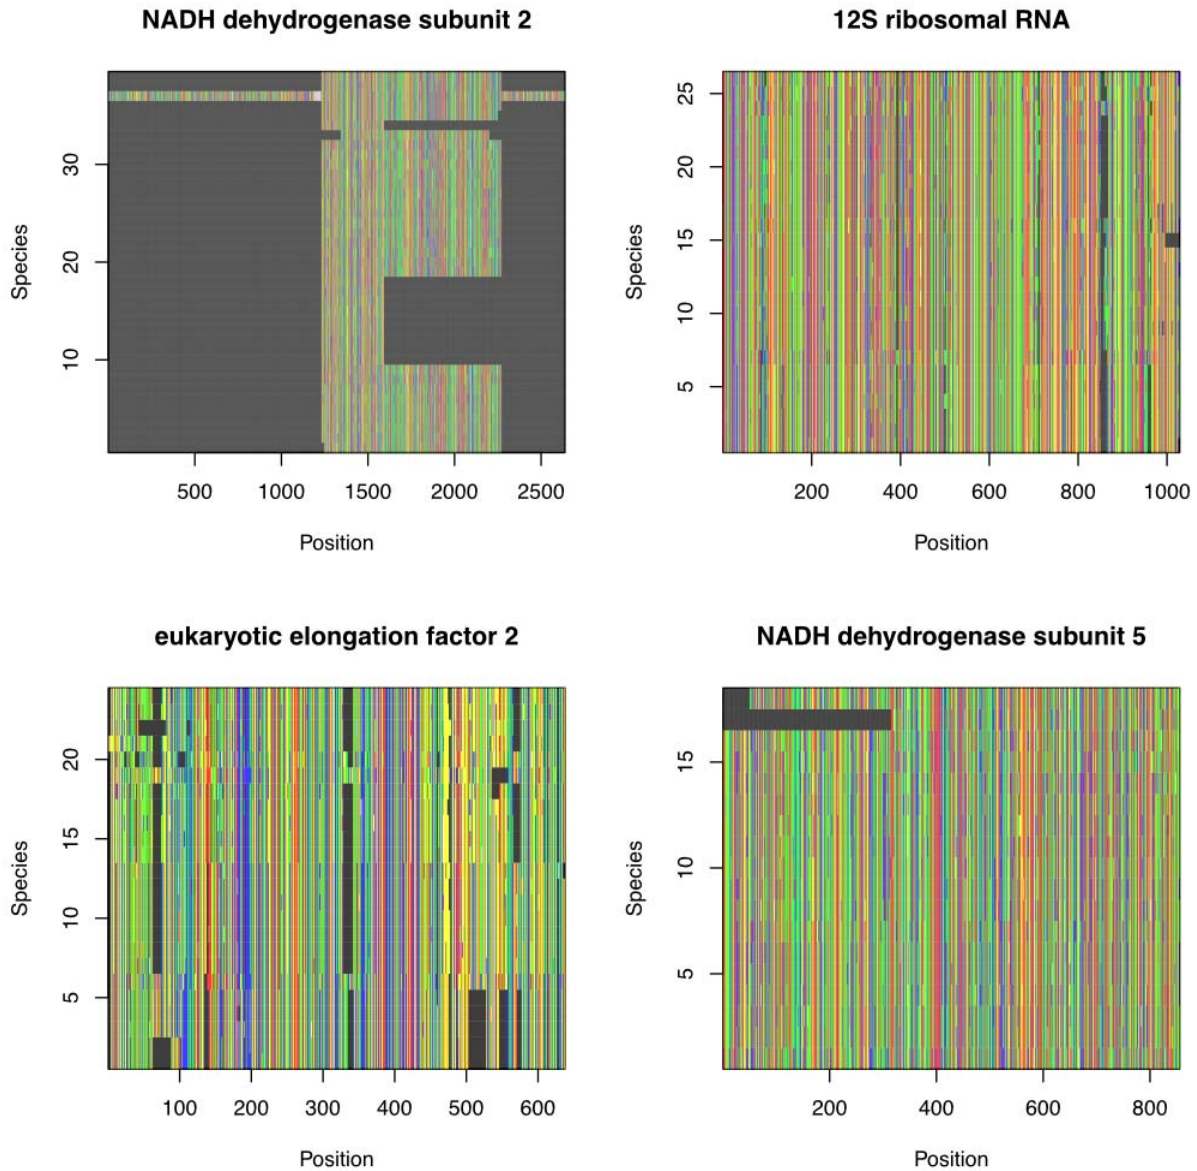 NADH dehydrogenase subunit 2
Species
10
20
30
500
1000
1500
2000
2500
Position
12S ribosomal RNA
Species
5
10
15
20
25
200
400
600
800
1000
Position
eukaryotic elongation factor 2
Species
5
10
15
20
100
200
300
400
500
600
Position
NADH dehydrogenase subunit 5
Species
5
10
15
200
400
600
800
Position